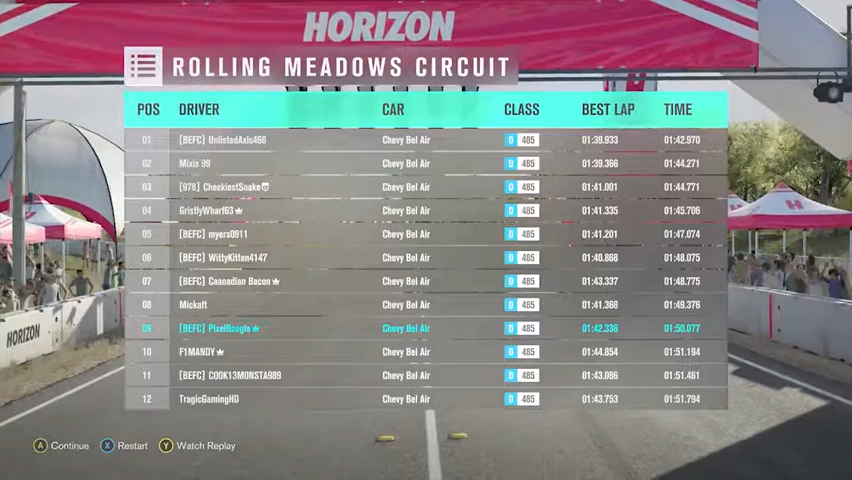 HORIZON
ROLLING MEADOWS CIRCUIT
POS DRIVER CAR CLASS BEST LAP TIME
01 [BEFC] UnlistedAxis466 Chevy Bel Air D 485 01:39.933 01:42.970
02 Mixis 99 Chevy Bel Air D 485 01:39.366 01:44.271
03 [978] CheekiestSnake Chevy Bel Air D 485 01:41.001 01:44.771
04 GristlyWharf63 Chevy Bel Air D 485 01:41.335 01:45.706
05 [BEFC] myers0911 Chevy Bel Air D 485 01:41.201 01:47.074
06 [BEFC] WittyKitten4147 Chevy Bel Air D 485 01:40.868 01:48.075
07 [BEFC] Caanadian Bacon Chevy Bel Air D 485 01:43.337 01:48.775
08 Mickaft Chevy Bel Air D 485 01:41.368 01:49.376
09 [BEFC] PixelBoogie Chevy Bel Air D 485 01:42.336 01:50.077
10 F1MANDY Chevy Bel Air D 485 01:44.854 01:51.194
11 [BEFC] C00K13M0NSTA989 Chevy Bel Air D 485 01:43.086 01:51.461
12 TragicGamingHD Chevy Bel Air D 485 01:43.753 01:51.794
HORIZON
A Continue X Restart Y Watch Replay